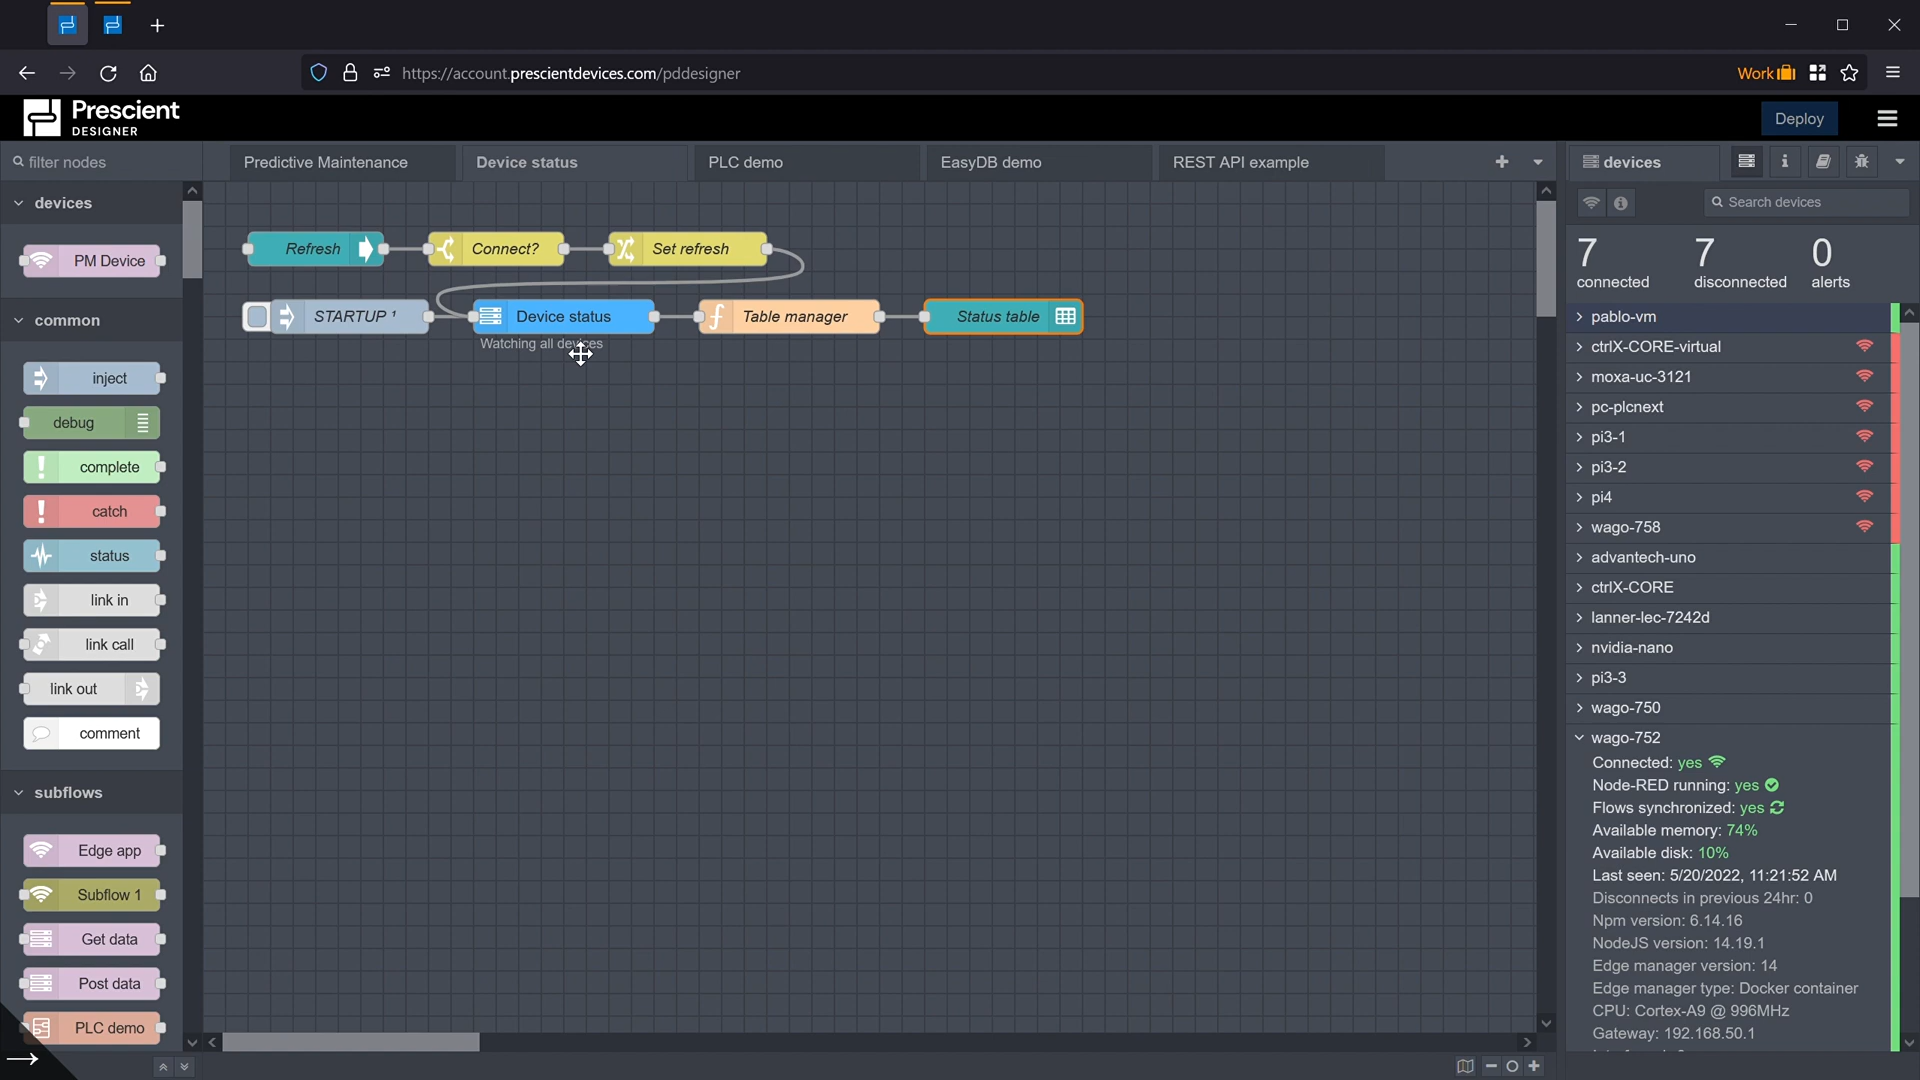 https://account.prescientdevices.com/pddesigner
Work
Prescient
DESIGNER
Deploy
filter nodes
Predictive Maintenance
Device status
PLC demo
EasyDB demo
REST API example
devices
Search devices
devices
PM Device
common
inject
debug
complete
catch
status
link in
link call
link out
comment
subflows
Edge app
Subflow 1
Get data
Post data
PLC demo
Refresh
Connect?
Set refresh
STARTUP ¹
Device status
Table manager
Status table
Watching all devices
7
7
0
connected
disconnected
alerts
pablo-vm
ctrlX-CORE-virtual
moxa-uc-3121
pc-plcnext
pi3-1
pi3-2
pi4
wago-758
advantech-uno
ctrlX-CORE
lanner-lec-7242d
nvidia-nano
pi3-3
wago-750
wago-752
Connected: yes
Node-RED running: yes
Flows synchronized: yes
Available memory: 74%
Available disk: 10%
Last seen: 5/20/2022, 11:21:52 AM
Disconnects in previous 24hr: 0
Npm version: 6.14.16
NodeJS version: 14.19.1
Edge manager version: 14
Edge manager type: Docker container
CPU: Cortex-A9 @ 996MHz
Gateway: 192.168.50.1